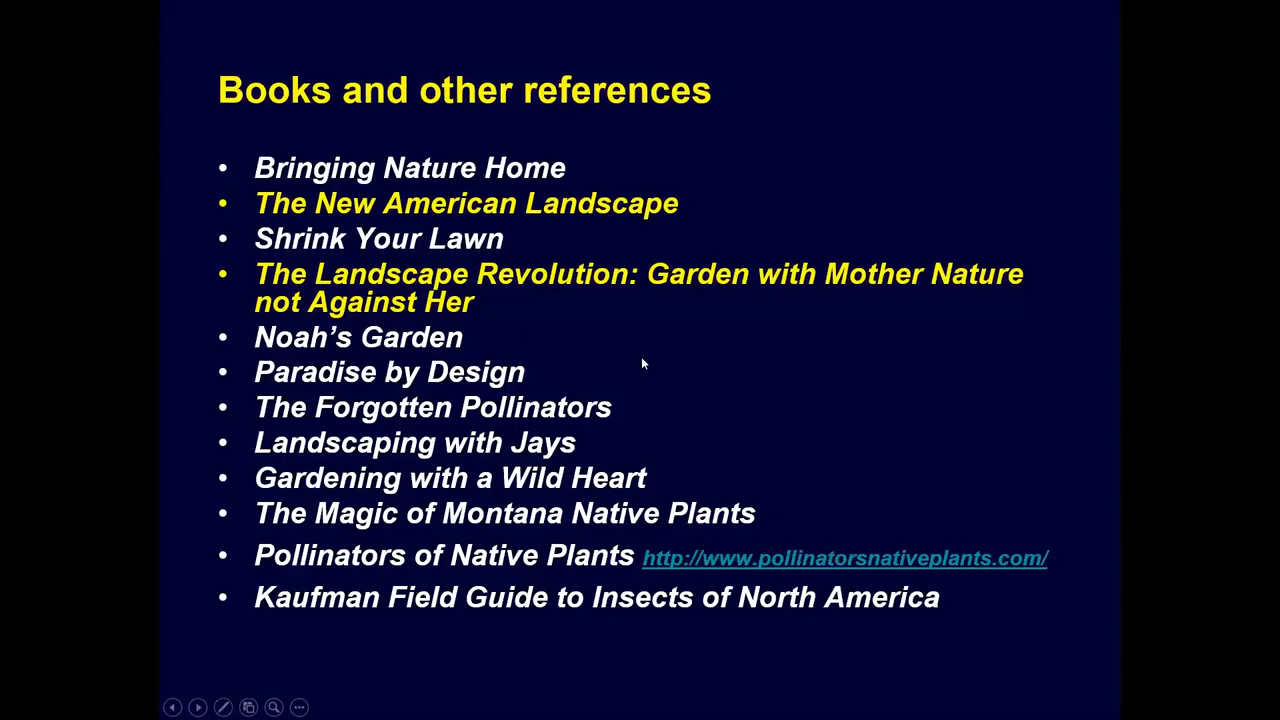 Books and other references
• Bringing Nature Home
• The New American Landscape
• Shrink Your Lawn
• The Landscape Revolution: Garden with Mother Nature
not Against Her
• Noah’s Garden
• Paradise by Design
• The Forgotten Pollinators
• Landscaping with Jays
• Gardening with a Wild Heart
• The Magic of Montana Native Plants
• Pollinators of Native Plants http://www.pollinatorsnativeplants.com/
• Kaufman Field Guide to Insects of North America